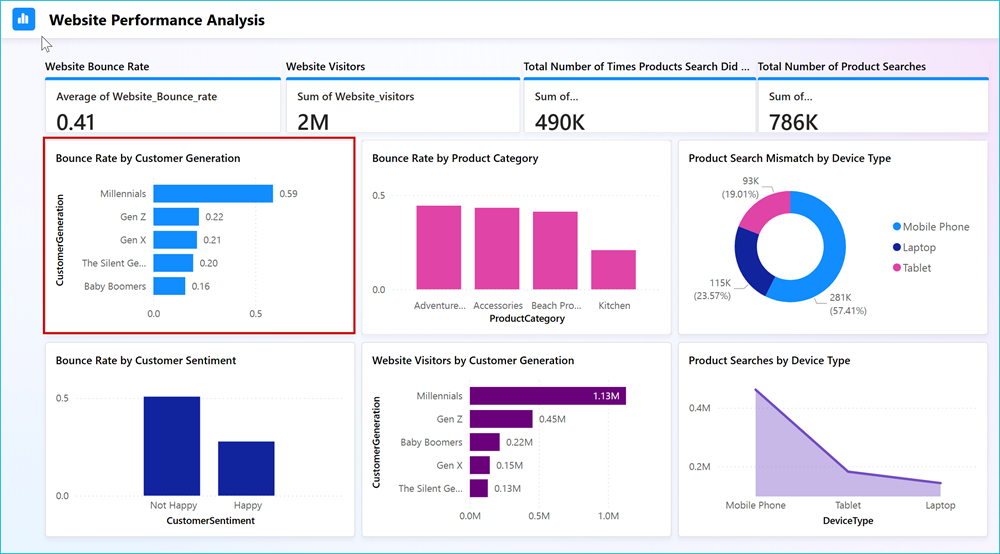 Website Performance Analysis
Website Bounce Rate
Average of Website_Bounce_rate
0.41
Website Visitors
Sum of Website_visitors
2M
Total Number of Times Products Search Did ...
Sum of...
490K
Total Number of Product Searches
Sum of...
786K
Bounce Rate by Customer Generation
CustomerGeneration
Millennials 0.59
Gen Z 0.22
Gen X 0.21
The Silent Ge... 0.20
Baby Boomers 0.16
0.0 0.5
Bounce Rate by Product Category
0.5
0.0
Adventure... Accessories Beach Pro... Kitchen
ProductCategory
Product Search Mismatch by Device Type
93K
(19.01%)
115K
(23.57%)
281K
(57.41%)
Mobile Phone
Laptop
Tablet
Bounce Rate by Customer Sentiment
0.5
0.0
Not Happy Happy
CustomerSentiment
Website Visitors by Customer Generation
CustomerGeneration
Millennials 1.13M
Gen Z 0.45M
Baby Boomers 0.22M
Gen X 0.15M
The Silent Ge... 0.13M
0.0M 0.5M 1.0M
Product Searches by Device Type
0.4M
0.2M
Mobile Phone Tablet Laptop
DeviceType